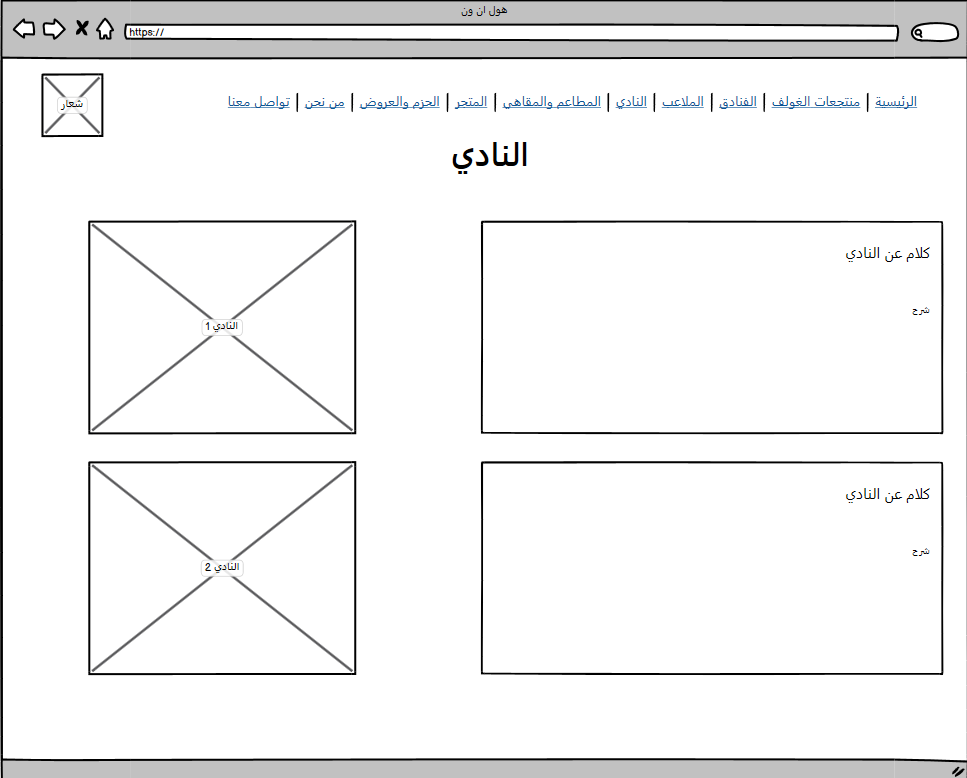 هول ان ون
https://
شعار
الرئيسية | منتجعات الغولف | الفنادق | الملاعب | النادي | المطاعم والمقاهي | المتجر | الحزم والعروض | من نحن | تواصل معنا
النادي
كلام عن النادي
شرح
النادي 1
كلام عن النادي
شرح
النادي 2